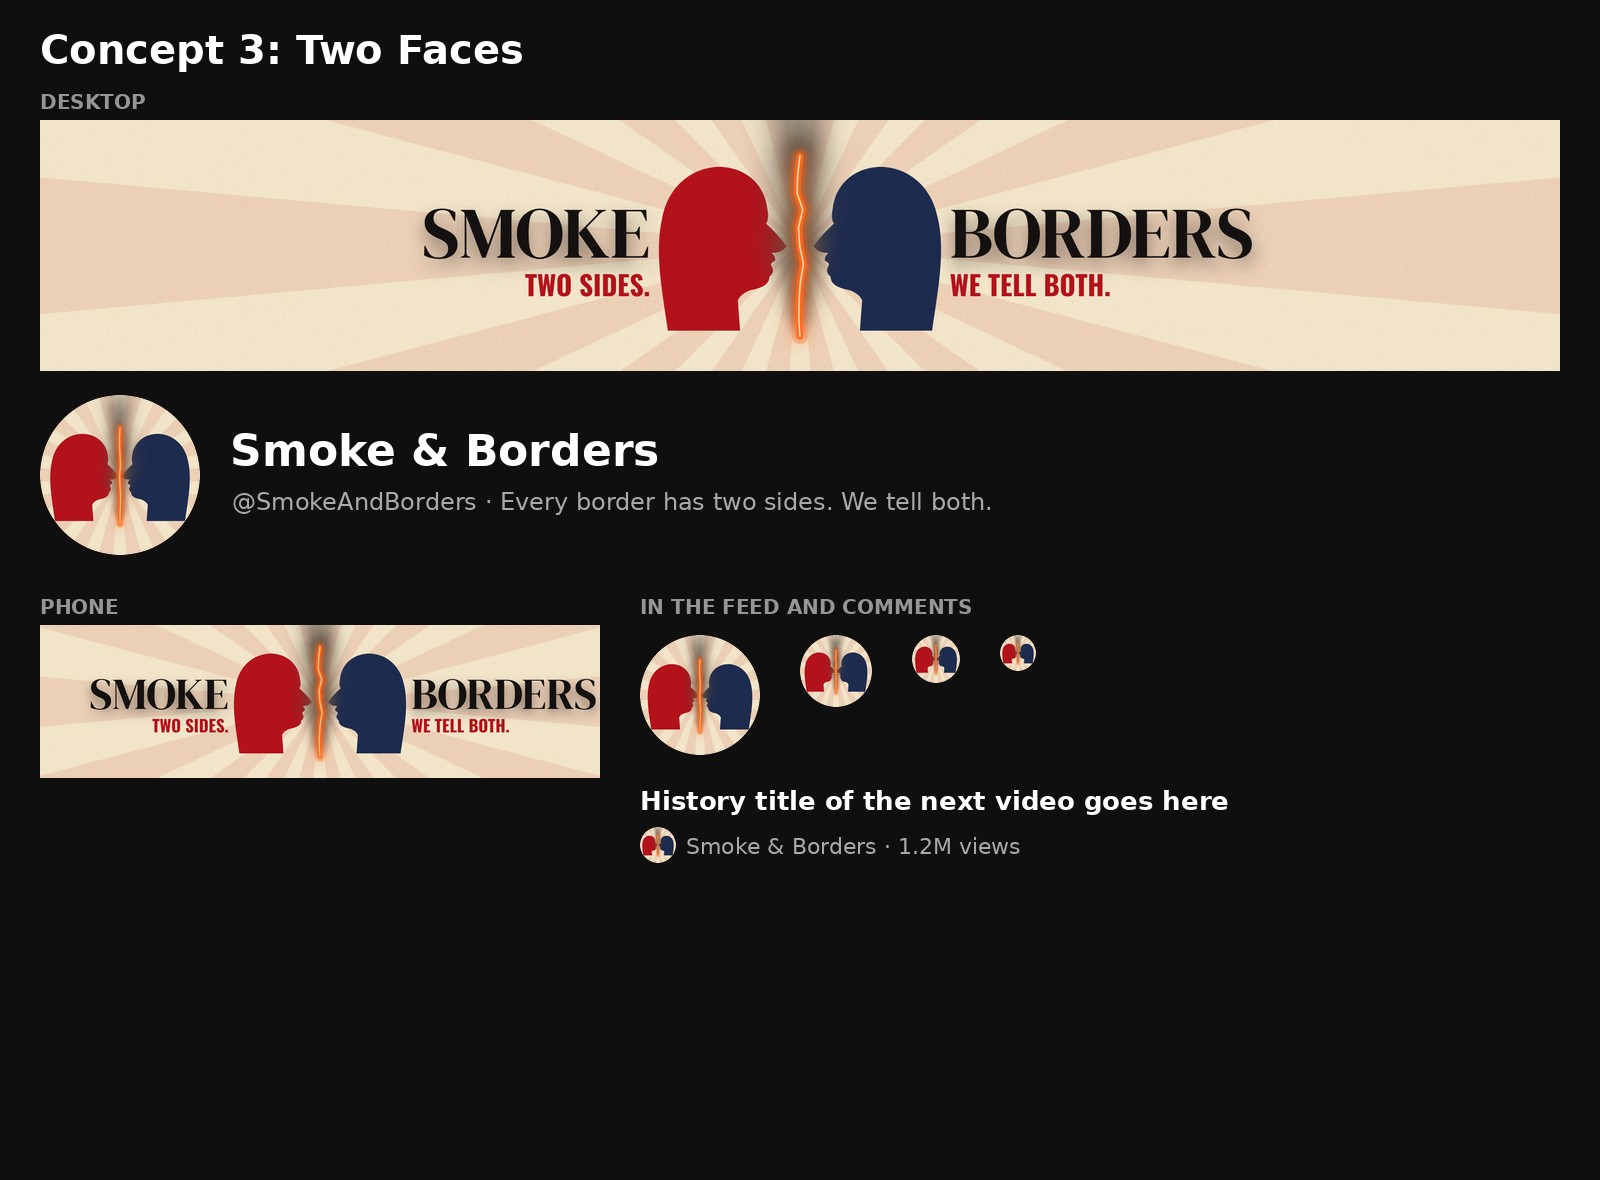 Concept 3: Two Faces
DESKTOP
SMOKE BORDERS
TWO SIDES. WE TELL BOTH.
Smoke & Borders
@SmokeAndBorders · Every border has two sides. We tell both.
PHONE
IN THE FEED AND COMMENTS
SMOKE BORDERS
TWO SIDES. WE TELL BOTH.
History title of the next video goes here
Smoke & Borders · 1.2M views